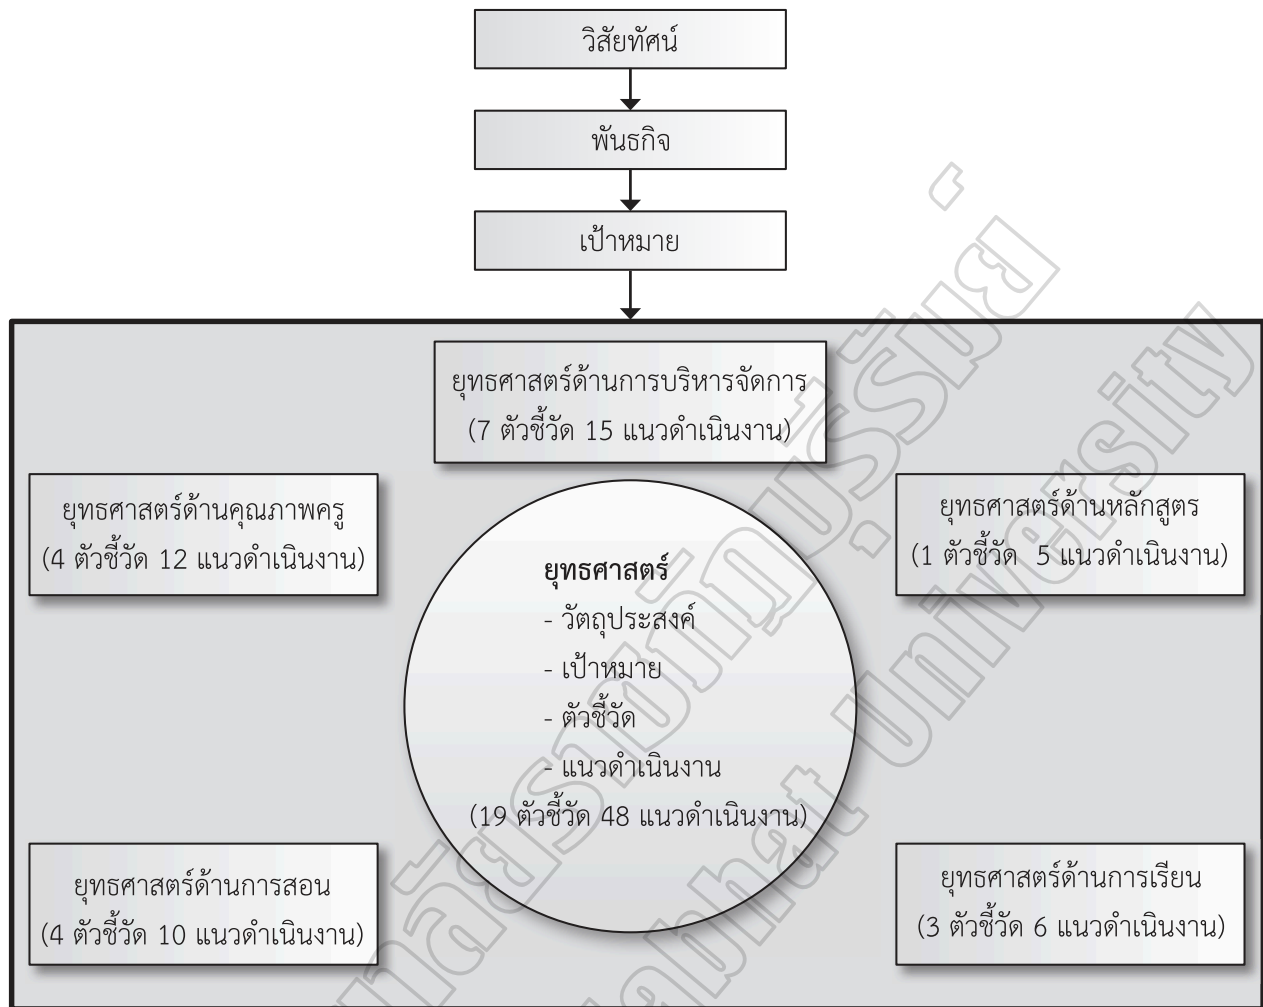 วิสัยทัศน์
พันธกิจ
เป้าหมาย
ยุทธศาสตร์ด้านการบริหารจัดการ
(7 ตัวชี้วัด 15 แนวดำเนินงาน)
ยุทธศาสตร์ด้านคุณภาพครู
(4 ตัวชี้วัด 12 แนวดำเนินงาน)
ยุทธศาสตร์ด้านหลักสูตร
(1 ตัวชี้วัด 5 แนวดำเนินงาน)
ยุทธศาสตร์
- วัตถุประสงค์
- เป้าหมาย
- ตัวชี้วัด
- แนวดำเนินงาน
(19 ตัวชี้วัด 48 แนวดำเนินงาน)
ยุทธศาสตร์ด้านการสอน
(4 ตัวชี้วัด 10 แนวดำเนินงาน)
ยุทธศาสตร์ด้านการเรียน
(3 ตัวชี้วัด 6 แนวดำเนินงาน)
University